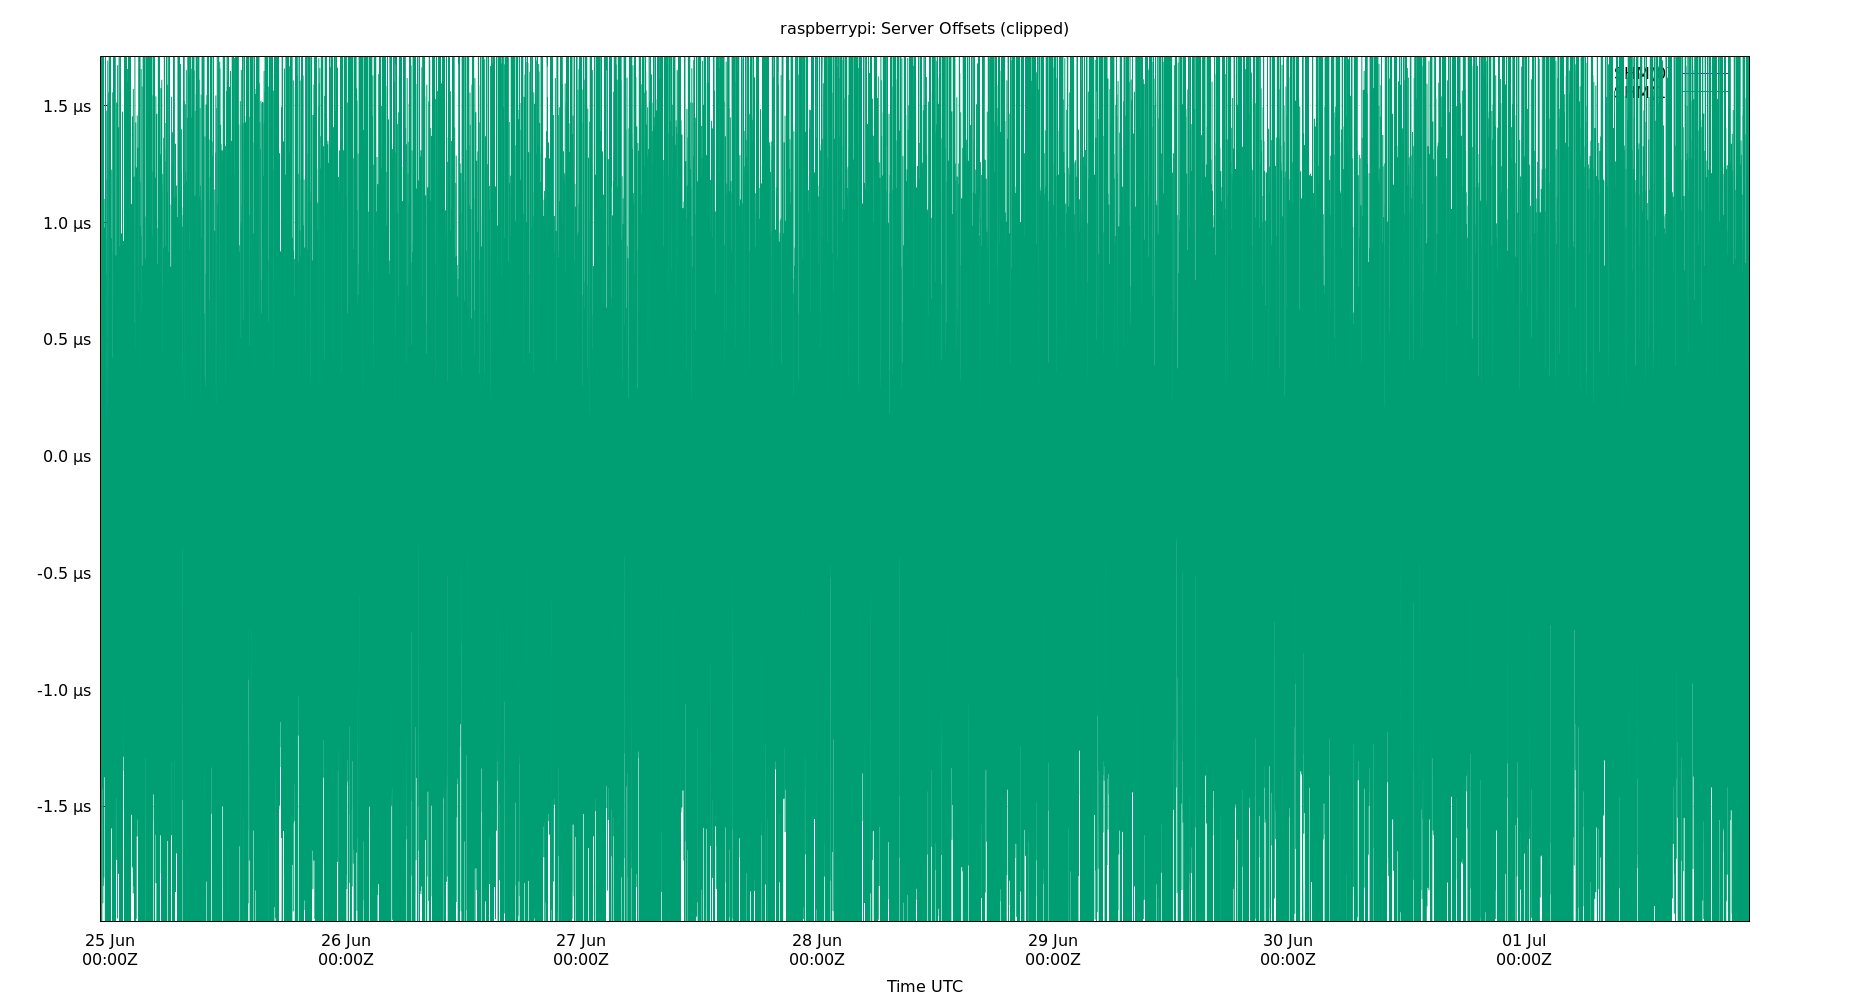 raspberrypi: Server Offsets (clipped)
1.5 µs
1.0 µs
0.5 µs
0.0 µs
-0.5 µs
-1.0 µs
-1.5 µs
25 Jun 26 Jun 27 Jun 28 Jun 29 Jun 30 Jun 01 Jul
00:00Z 00:00Z 00:00Z 00:00Z 00:00Z 00:00Z 00:00Z
Time UTC